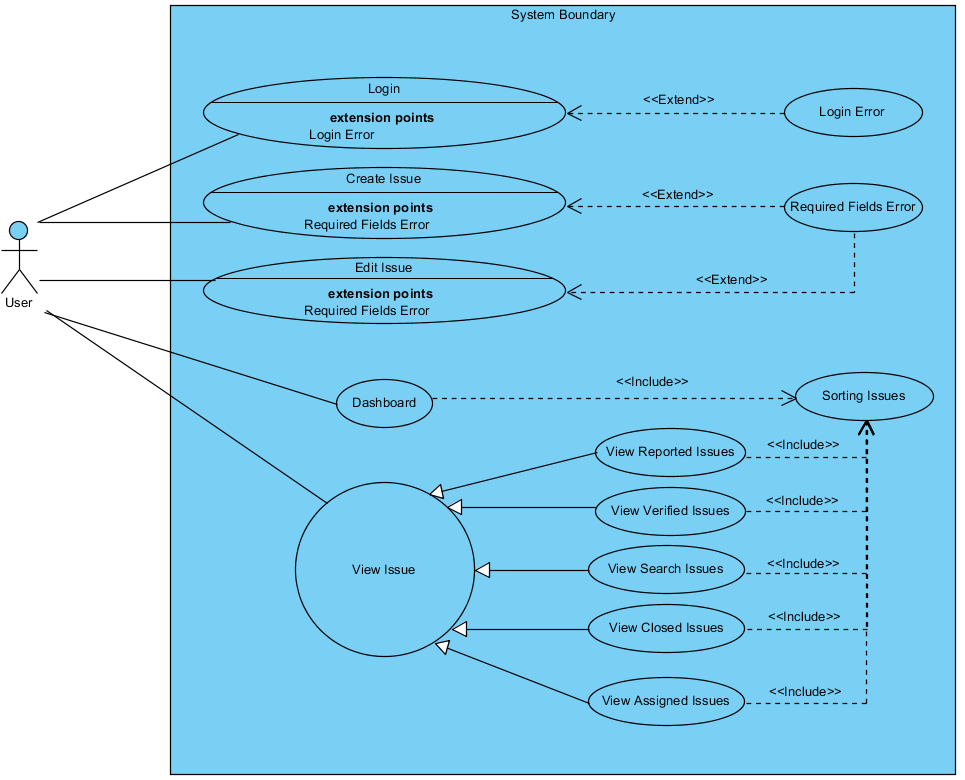 System Boundary
Login
extension points
Login Error
<<Extend>>
Login Error
Create Issue
extension points
Required Fields Error
<<Extend>>
Required Fields Error
Edit Issue
extension points
Required Fields Error
<<Extend>>
User
Dashboard
<<Include>>
Sorting Issues
View Reported Issues
<<Include>>
View Verified Issues
<<Include>>
View Issue
View Search Issues
<<Include>>
View Closed Issues
<<Include>>
View Assigned Issues
<<Include>>